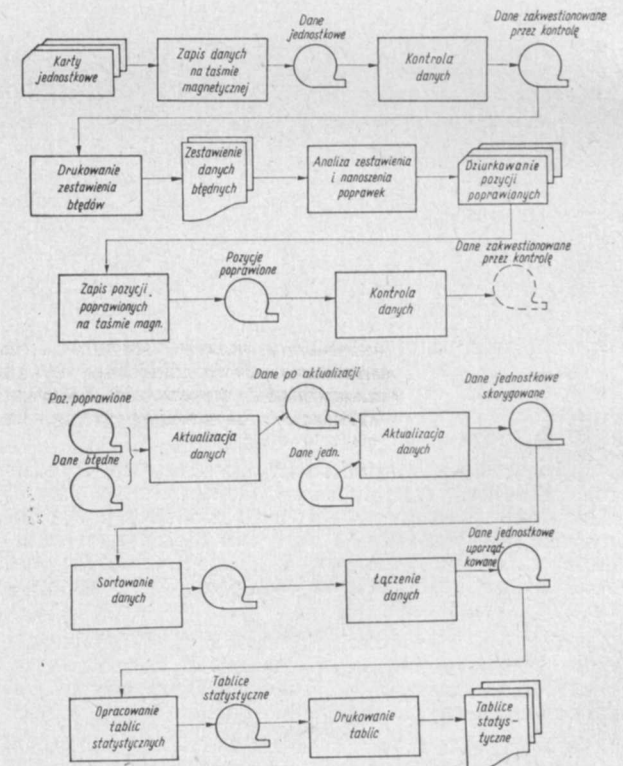 Karty
jednostkowe
Zapis danych
na taśmie
magnetycznej
Dane
jednostkowe
Kontrola
danych
Dane zakwestionowane
przez kontrolę
Drukowanie
zestawienia
błędów
Zestawienie
danych
błędnych
Analiza zestawienia
i nanoszenia
poprawek
Dziurkowanie
pozycji
poprawionych
Zapis pozycji
poprawionych
na taśmie magn.
Pozycje
poprawione
Kontrola
danych
Dane zakwestionowane
przez kontrolę
Poz. poprawione
Dane błędne
Aktualizacja
danych
Dane po aktualizacji
Dane jedn.
Aktualizacja
danych
Dane jednostkowe
skorygowane
Sortowanie
danych
Łączenie
danych
Dane jednostkowe
uporząd-
kowane
Opracowanie
tablic
statystycznych
Tablice
statystyczne
Drukowanie
tablic
Tablice
statys-
tyczne